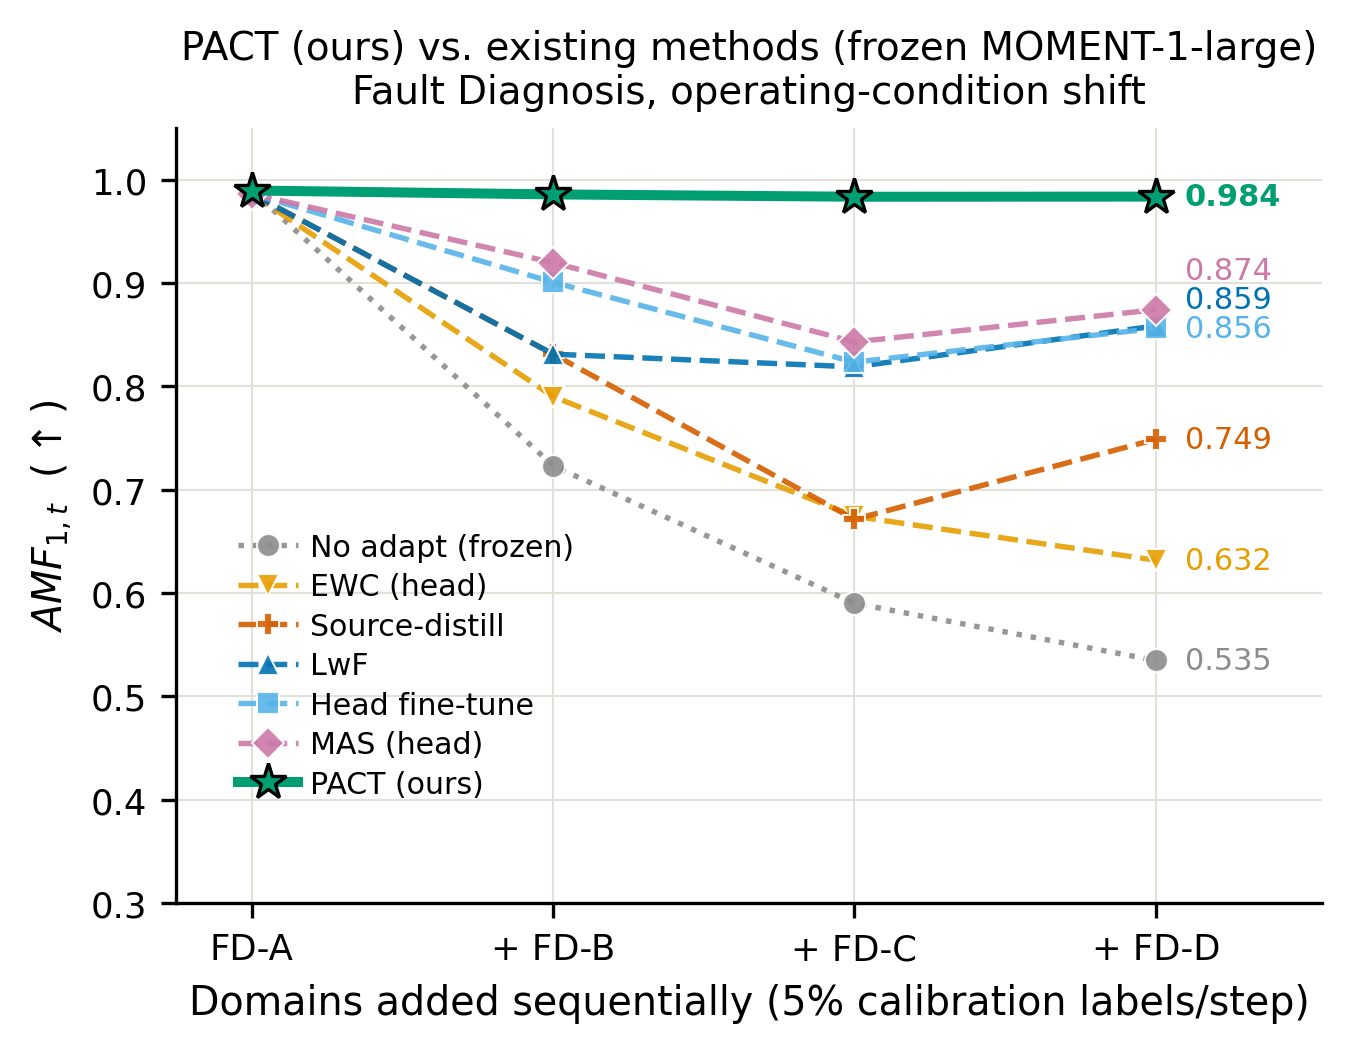 PACT (ours) vs. existing methods (frozen MOMENT-1-large)
Fault Diagnosis, operating-condition shift
AMF1,t (↑)
1.0
0.9
0.8
0.7
0.6
0.5
0.4
0.3
0.984
0.874
0.859
0.856
0.749
0.632
0.535
No adapt (frozen)
EWC (head)
Source-distill
LwF
Head fine-tune
MAS (head)
PACT (ours)
FD-A
+ FD-B
+ FD-C
+ FD-D
Domains added sequentially (5% calibration labels/step)